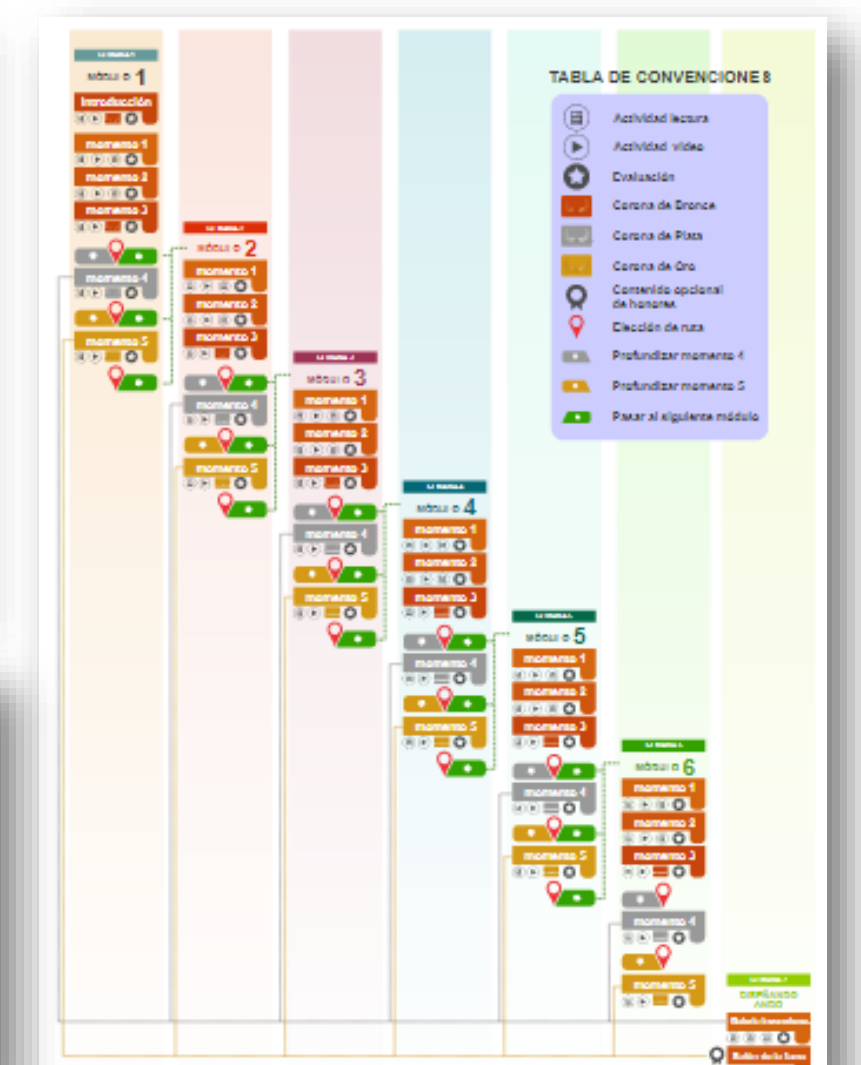 MÓDULO 1
Introducción
momento 1
momento 2
momento 3
momento 4
momento 5
MÓDULO 2
momento 1
momento 2
momento 3
momento 4
momento 5
MÓDULO 3
momento 1
momento 2
momento 3
momento 4
momento 5
MÓDULO 4
momento 1
momento 2
momento 3
momento 4
momento 5
MÓDULO 5
momento 1
momento 2
momento 3
momento 4
momento 5
MÓDULO 6
momento 1
momento 2
momento 3
momento 4
momento 5
TABLA DE CONVENCIONES
Actividad lectura
Actividad video
Evaluación
Corona de Bronce
Corona de Plata
Corona de Oro
Contenido opcional
de honores
Elección de ruta
Profundizar momento 4
Profundizar momento 5
Pasar al siguiente módulo